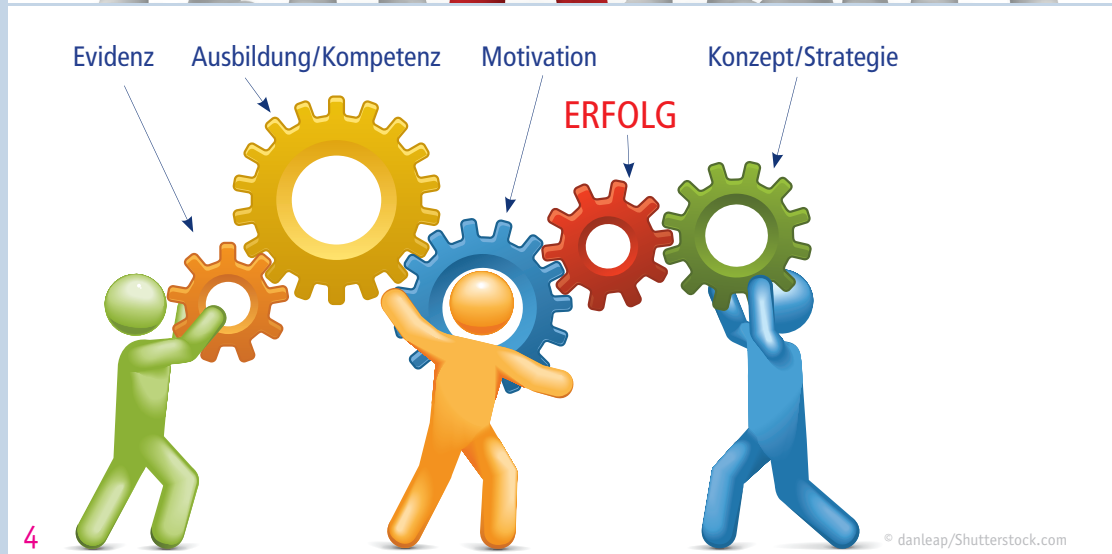 Evidenz
Ausbildung/Kompetenz
Motivation
Konzept/Strategie
ERFOLG
4
© danleap/Shutterstock.com